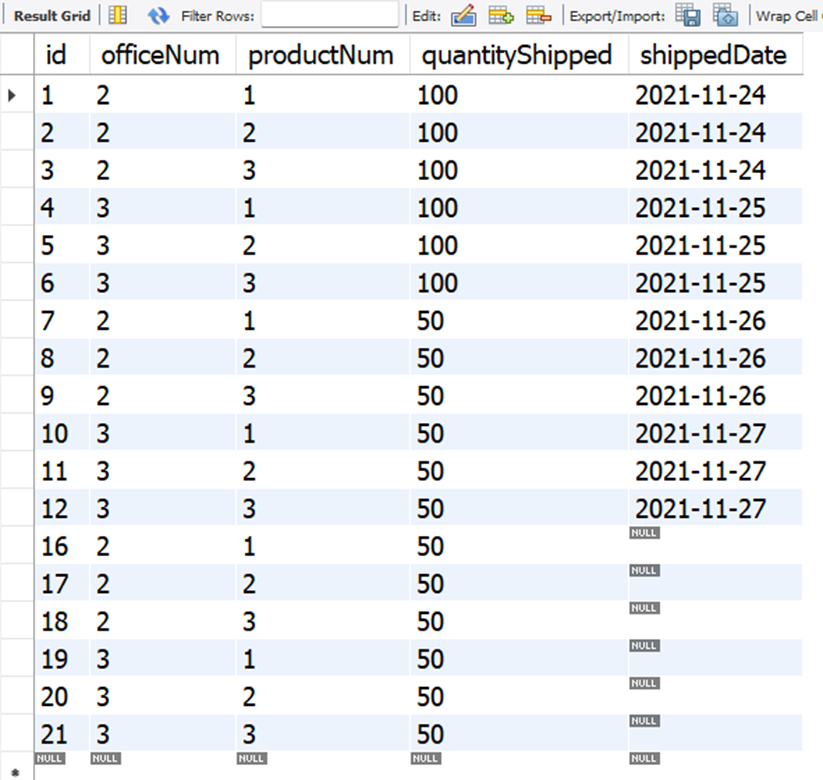 Result Grid Filter Rows: Edit: Export/Import: Wrap Cell
id officeNum productNum quantityShipped shippedDate
1 2 1 100 2021-11-24
2 2 2 100 2021-11-24
3 2 3 100 2021-11-24
4 3 1 100 2021-11-25
5 3 2 100 2021-11-25
6 3 3 100 2021-11-25
7 2 1 50 2021-11-26
8 2 2 50 2021-11-26
9 2 3 50 2021-11-26
10 3 1 50 2021-11-27
11 3 2 50 2021-11-27
12 3 3 50 2021-11-27
16 2 1 50 NULL
17 2 2 50 NULL
18 2 3 50 NULL
19 3 1 50 NULL
20 3 2 50 NULL
21 3 3 50 NULL
NULL NULL NULL NULL NULL